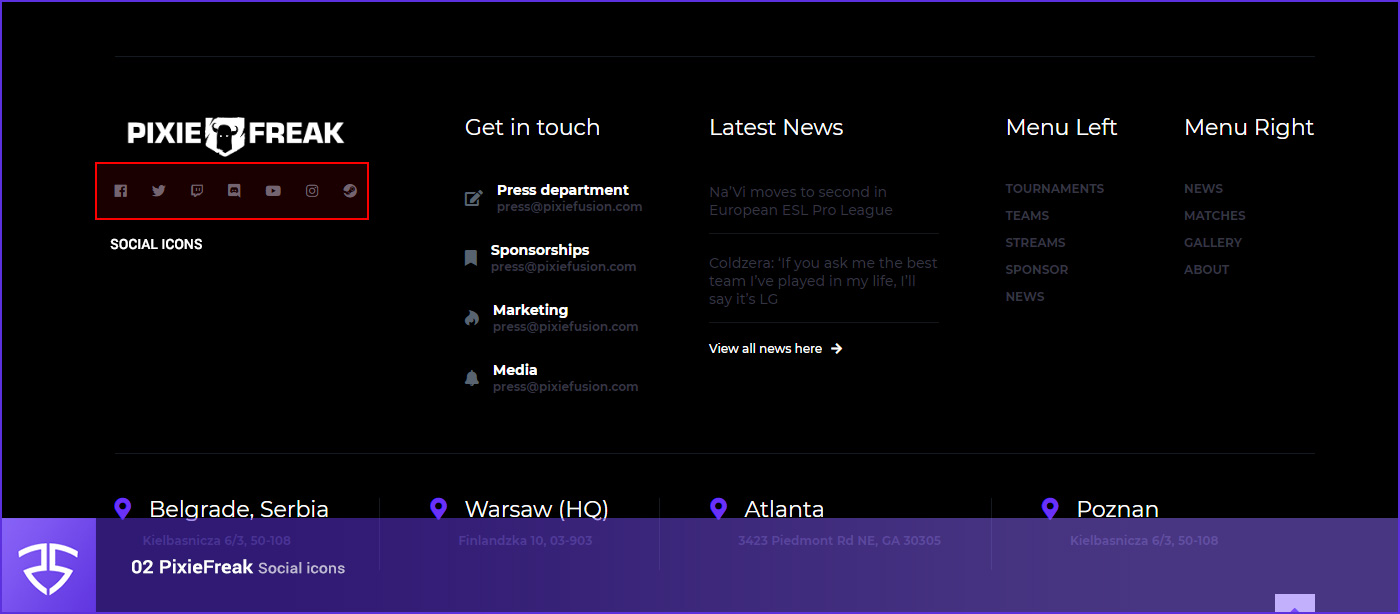 PIXIE FREAK
SOCIAL ICONS
Get in touch
Press department
press@pixiefusion.com
Sponsorships
press@pixiefusion.com
Marketing
press@pixiefusion.com
Media
press@pixiefusion.com
Latest News
Na’Vi moves to second in
European ESL Pro League
Coldzera: ‘If you ask me the best
team I’ve played in my life, I’ll
say it’s LG
View all news here
Menu Left
TOURNAMENTS
TEAMS
STREAMS
SPONSOR
NEWS
Menu Right
NEWS
MATCHES
GALLERY
ABOUT
Belgrade, Serbia
Kielbasnicza 6/3, 50-108
Warsaw (HQ)
Finlandzka 10, 03-903
Atlanta
3423 Piedmont Rd NE, GA 30305
Poznan
Kielbasnicza 6/3, 50-108
02 PixieFreak Social icons